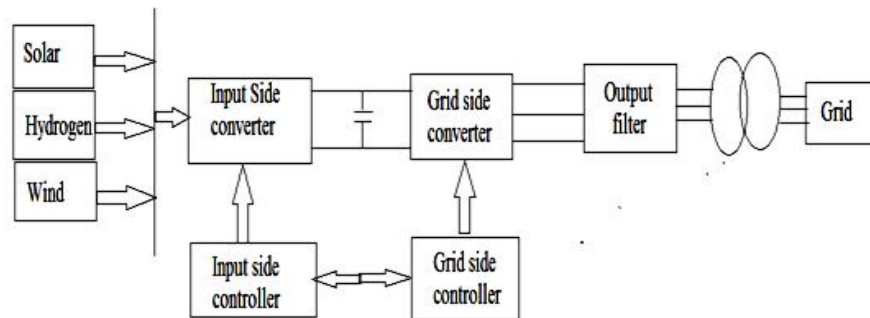 Solar
Hydrogen
Wind
Input Side
converter
Grid side
converter
Output
filter
Grid
Input side
controller
Grid side
controller